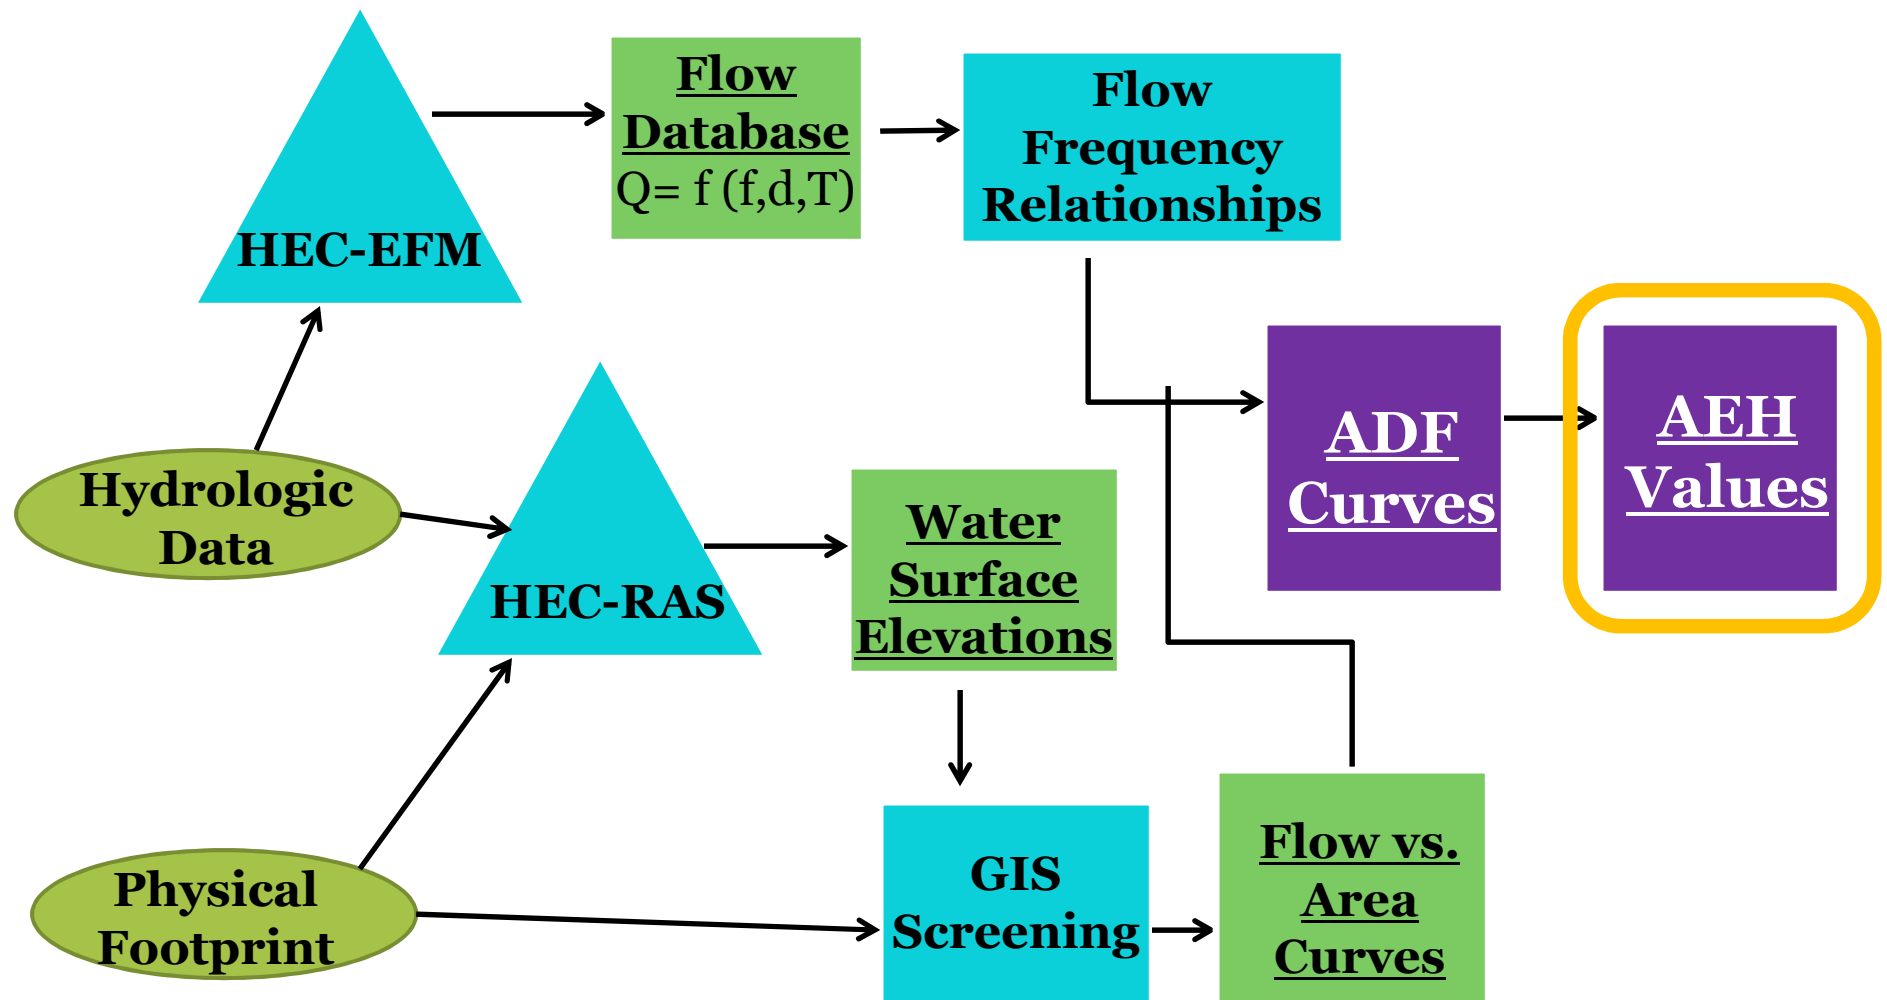 Flow
Database
Q= f (f,d,T)
Flow
Frequency
Relationships
HEC-EFM
ADF
Curves
AEH
Values
Hydrologic
Data
HEC-RAS
Water
Surface
Elevations
Physical
Footprint
GIS
Screening
Flow vs.
Area
Curves